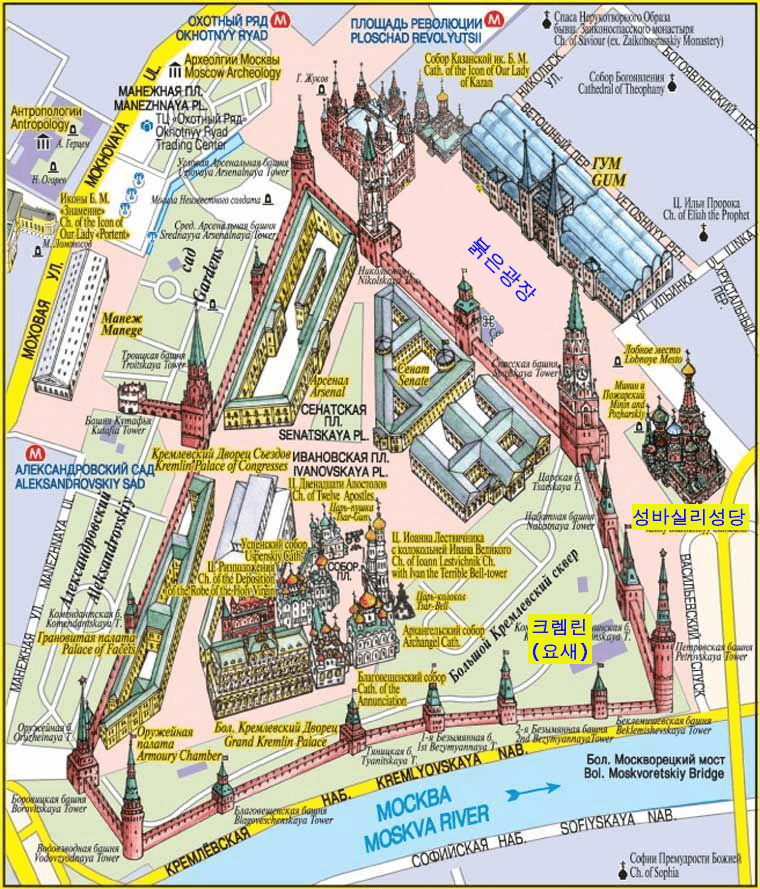 ОХОТНЫЙ РЯД
OKHOTNYY RYAD
М
ПЛОЩАДЬ РЕВОЛЮЦИИ
PLOSCHAD REVOLYUTSII
М
Спаса Нерукотворного Образа
бывш. Заиконоспасского монастыря
Ch. of Saviour (ex. Zaikonospassky Monastery)
Археологии Москвы
Moscow Archeology
Г. Жуков
Собор Казанской ик. Б. М.
Cath. of the Icon of Our Lady
of Kazan
НИКОЛЬСК.
УЛ.
Собор Богоявления
Cathedral of Theophany
БОГОЯВЛЕНСКИЙ ПЕР.
МАНЕЖНАЯ ПЛ.
MANEZHNAYA PL.
ТЦ «Охотный Ряд»
Okhotnyy Ryad
Trading Center
Антропологии
Antropology
А. Герцен
Н. Огарев
MOKHOVAYA UL.
ВЕТОШНЫЙ ПЕР.
ГУМ
GUM
VETOSHNYY PER.
Угловая Арсенальная башня
Uglovaya Arsenalnaya Tower
Могила Неизвестного солдата
Иконы Б. М.
«Знамение»
Ch. of the Icon of
Our Lady «Portent»
М. Ломоносов
Сред. Арсенальная башня
Srednyaya Arsenalnaya Tower
Ц. Ильи Пророка
Ch. of Eliah the Prophet
UL. ILINKA
УЛ. ИЛЬИНКА
ХРУСТАЛЬНЫЙ
ПЕР.
붉은광장
сад
Gardens
Никольская
Nikolskaya T.
МОХОВАЯ УЛ.
Манеж
Manege
Троицкая башня
Troitskaya Tower
Арсенал
Arsenal
Сенат
Senate
Спасская башня
Spasskaya Tower
Лобное место
Lobnoye Mesto
Минин и
Пожарский
Minin and
Pozharskiy
Башня Кутафья
Kutafia Tower
СЕНАТСКАЯ
ПЛ.
SENATSKAYA PL.
М
АЛЕКСАНДРОВСКИЙ САД
ALEKSANDROVSKIY SAD
Кремлевский Дворец Съездов
Kremlin Palace of Congresses
ИВАНОВСКАЯ ПЛ.
IVANOVSKAYA PL.
Ц. Двенадцати Апостолов
Ch. of Twelve Apostles
Царь-пушка
Tsar-Gun
Царская б.
Tsarskaya T.
Набатная башня
Nabatnaya Tower
성바실리성당
MANEZHNAYA UL.
Александровский
Aleksandrovskiy
Успенский собор
Uspenskiy Cath.
СОБОР.
ПЛ.
Ц. Иоанна Лествичника
с колокольней Ивана Великого
Ch. of Ioann Lestvichnik Ch.
with Ivan the Terrible Bell-tower
Ц. Ризположения
Ch. of the Deposition
of the Robe of the Holy Virgin
Царь-колокол
Tsar-Bell
Большой Кремлевский сквер
ВАСИЛЬЕВСКИЙ СПУСК
Комендантская б.
Komendantskaya T.
МАНЕЖНАЯ УЛ.
Грановитая палата
Palace of Facets
Архангельский собор
Archangel Cath.
크렘린
(요새)
Петровская башня
Petrovskaya Tower
Благовещенский собор
Cath. of the
Annunciation
Оружейная б.
Oruzheinaya T.
Оружейная
палата
Armoury Chamber
Бол. Кремлевский Дворец
Grand Kremlin Palace
Тайницкая б.
Tyanitskaya T.
1-я Безымянная б.
1st Bezymyannaya T.
2-я Безымянная башня
2nd Bezymyanna Tower
Беклемишевская башня
Beklemishevskaya Tower
Боровицкая башня
Borovitskaya Tower
Благовещенская башня
Blagoveschenskaya Tower
Водовзводная башня
Vodovzvodnaya Tower
КРЕМЛЁВСКАЯ НАБ.
KREMLYOVSKAYA NAB.
Бол. Москворецкий мост
Bol. Moskvoretskiy Bridge
МОСКВА
MOSKVA RIVER
СОФИЙСКАЯ НАБ.
SOFIYSKAYA NAB.
Софии Премудрости Божией
Ch. of Sophia